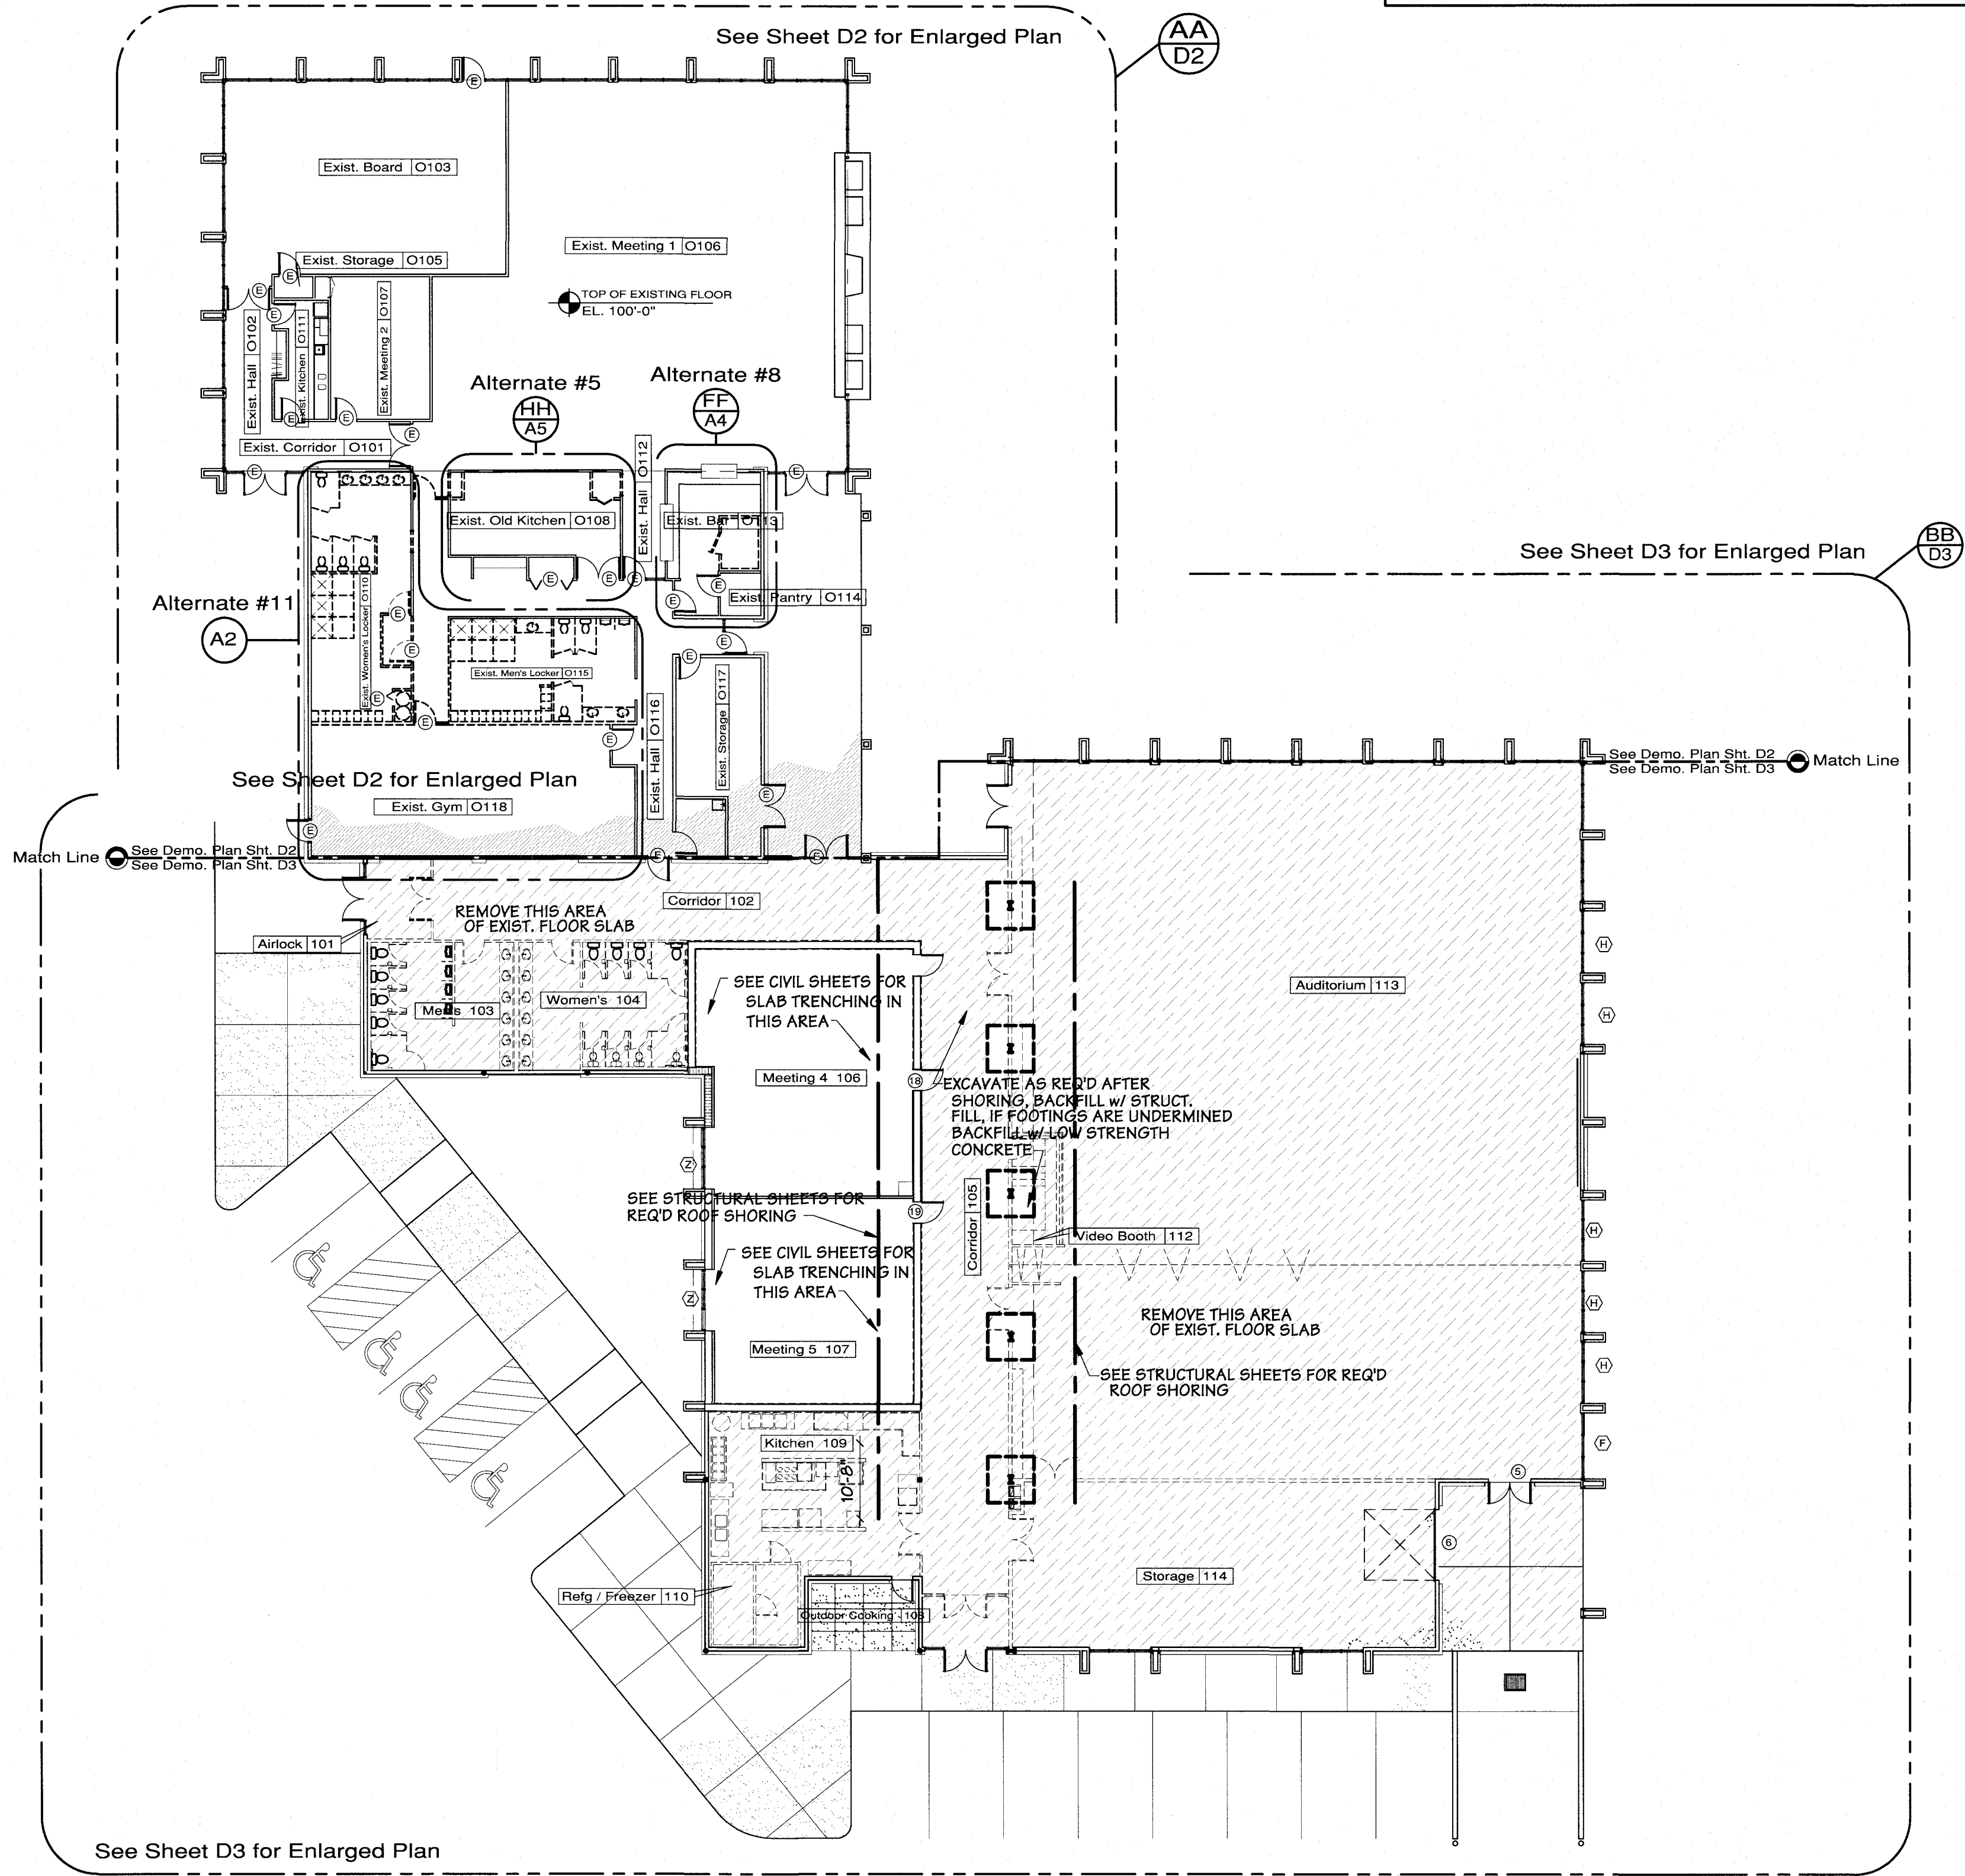 See Sheet D2 for Enlarged Plan
AA
D2
E
Exist. Board O103
Exist. Meeting 1 O106
Exist. Storage O105
E
E
E
TOP OF EXISTING FLOOR
EL. 100'-0"
Exist. Hall O102
Exist. Kitchen O111
Exist. Meeting 2 O107
Alternate #5
HH
A5
Alternate #8
FF
A4
E
E
E
Exist. Corridor O101
E
Exist. Hall O112
E
Exist. Old Kitchen O108
Exist. Bar O113
See Sheet D3 for Enlarged Plan
BB
D3
E
E
E
E
E
Exist. Pantry O114
Alternate #11
A2
Exist. Women's Locker O110
E
E
E
E
Exist. Men's Locker O115
E
E
E
Exist. Hall O116
Exist. Storage O117
See Sheet D2 for Enlarged Plan
Exist. Gym O118
E
E
See Demo. Plan Sht. D2
See Demo. Plan Sht. D3
Match Line
Match Line
See Demo. Plan Sht. D2
See Demo. Plan Sht. D3
E
E
Corridor 102
REMOVE THIS AREA
OF EXIST. FLOOR SLAB
Airlock 101
Men's 103
Women's 104
SEE CIVIL SHEETS FOR
SLAB TRENCHING IN
THIS AREA
Auditorium 113
H
H
Meeting 4 106
18
EXCAVATE AS REQ'D AFTER
SHORING, BACKFILL w/ STRUCT.
FILL, IF FOOTINGS ARE UNDERMINED
BACKFILL w/ LOW STRENGTH
CONCRETE
Z
SEE STRUCTURAL SHEETS FOR
REQ'D ROOF SHORING
19
Corridor 105
Video Booth 112
H
SEE CIVIL SHEETS FOR
SLAB TRENCHING IN
THIS AREA
Z
H
REMOVE THIS AREA
OF EXIST. FLOOR SLAB
Meeting 5 107
H
SEE STRUCTURAL SHEETS FOR REQ'D
ROOF SHORING
Kitchen 109
10'-8"
F
5
6
Storage 114
Refg / Freezer 110
Outdoor Cooking 108
See Sheet D3 for Enlarged Plan